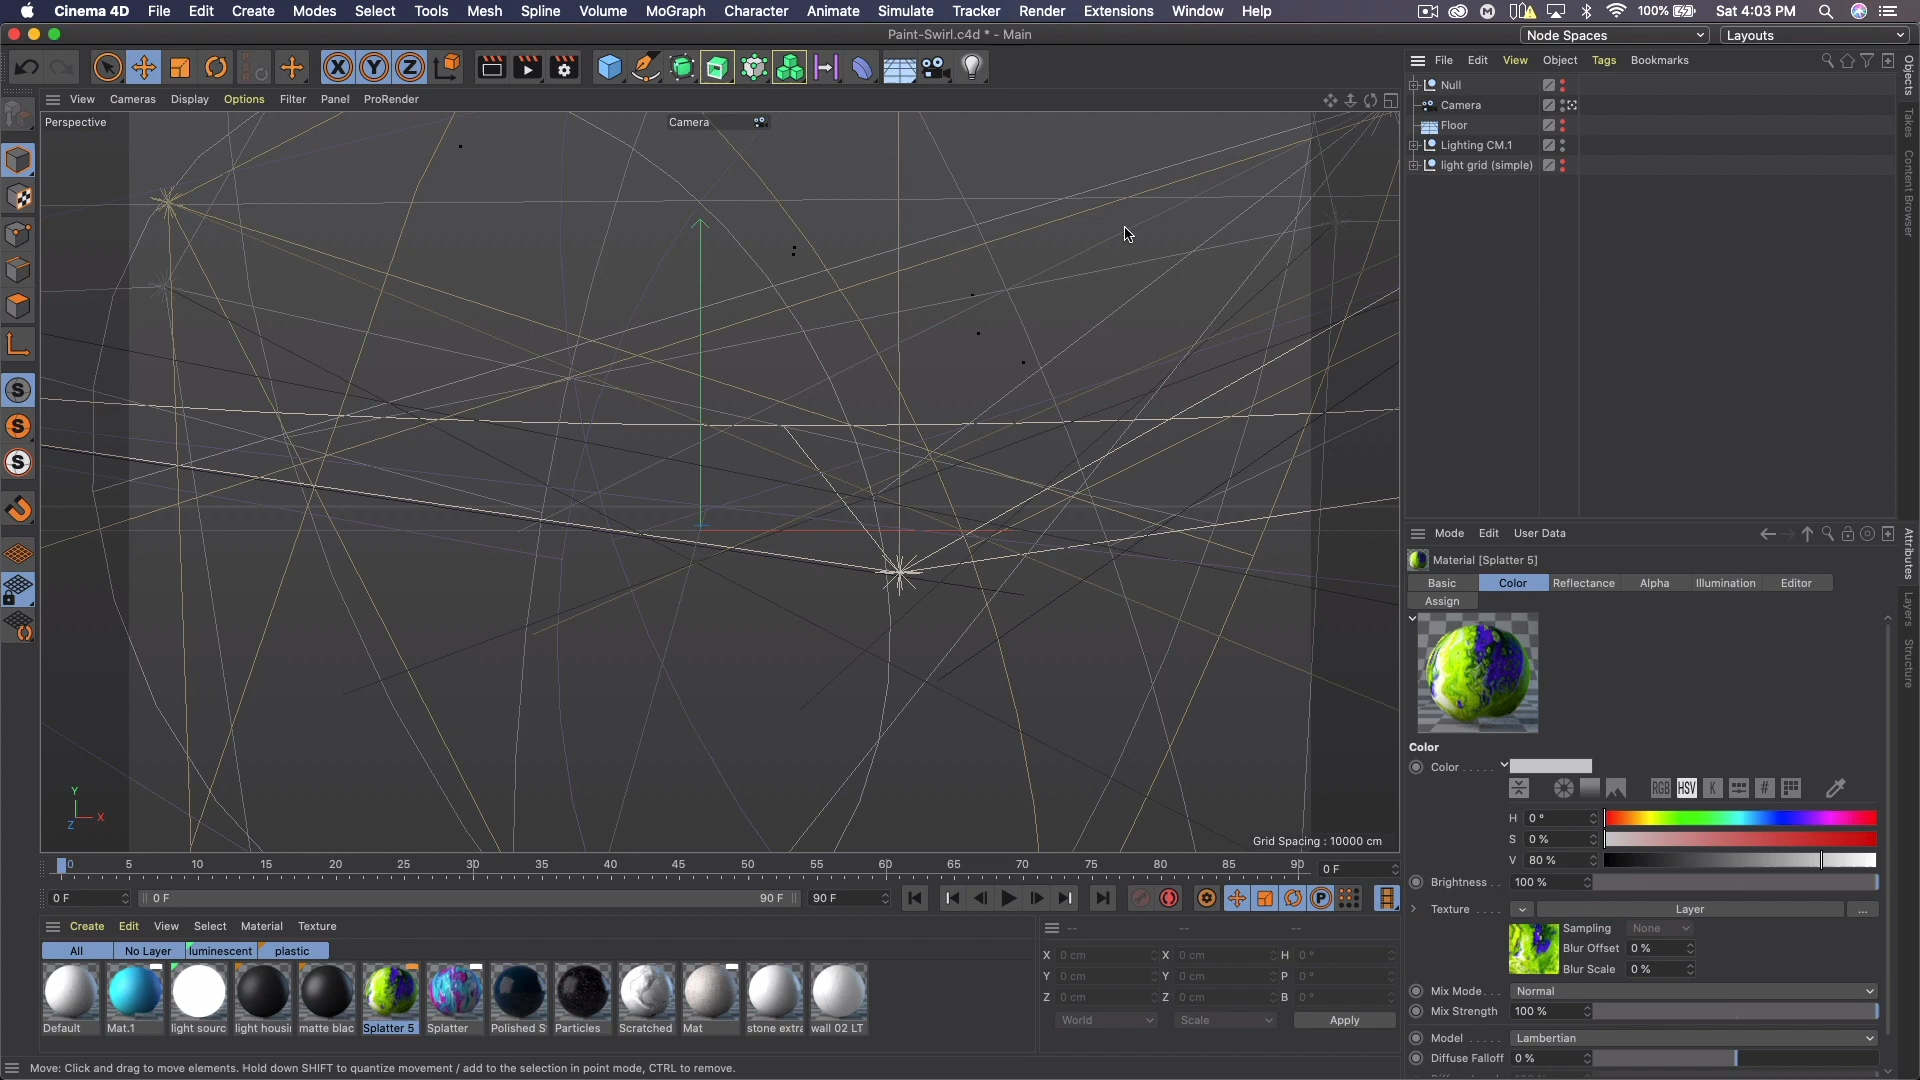 Cinema 4D File Edit Create Modes Select Tools Mesh Spline Volume MoGraph Character Animate Simulate Tracker Render Extensions Window Help 100% Sat 4:03 PM
Paint-Swirl.c4d * - Main
Node Spaces Layouts
X Y Z
File Edit View Object Tags Bookmarks
View Cameras Display Options Filter Panel ProRender
Perspective
Camera
Null
Camera
Floor
Lighting CM.1
light grid (simple)
Objects
Takes
Content Browser
Mode Edit User Data
Material [Splatter 5]
Basic Color Reflectance Alpha Illumination Editor
Assign
Attributes
Layers
Structure
Color
Color . . . . .
RGB HSV K #
H 0 °
S 0 %
V 80 %
Brightness . . 100 %
Texture . . . . Layer ...
Sampling None
Blur Offset 0 %
Blur Scale 0 %
Mix Mode . . Normal
Mix Strength 100 %
Model . . . . . Lambertian
Diffuse Falloff 0 %
Y
X
Z
Grid Spacing : 10000 cm
0 5 10 15 20 25 30 35 40 45 50 55 60 65 70 75 80 85 90 0 F
0 F 0 F 90 F 90 F P
Create Edit View Select Material Texture
All No Layer luminescent plastic
Default Mat.1 light sourc light housi matte blac Splatter 5 Splatter Polished S Particles Scratched Mat stone extra wall 02 LT
-- -- --
X 0 cm X 0 cm H 0 °
Y 0 cm Y 0 cm P 0 °
Z 0 cm Z 0 cm B 0 °
World Scale Apply
Move: Click and drag to move elements. Hold down SHIFT to quantize movement / add to the selection in point mode, CTRL to remove.